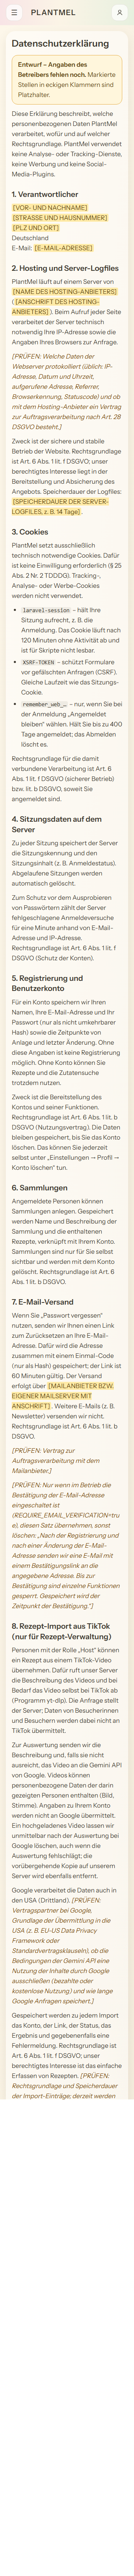 PLANTMEL
Datenschutzerklärung
Entwurf – Angaben des
Betreibers fehlen noch. Markierte
Stellen in eckigen Klammern sind
Platzhalter.
Diese Erklärung beschreibt, welche
personenbezogenen Daten PlantMel
verarbeitet, wofür und auf welcher
Rechtsgrundlage. PlantMel verwendet
keine Analyse- oder Tracking-Dienste,
keine Werbung und keine Social-
Media-Plugins.
1. Verantwortlicher
[VOR- UND NACHNAME]
[STRASSE UND HAUSNUMMER]
[PLZ UND ORT]
Deutschland
E-Mail: [E-MAIL-ADRESSE]
2. Hosting und Server-Logfiles
PlantMel läuft auf einem Server von
[NAME DES HOSTING-ANBIETERS]
( [ANSCHRIFT DES HOSTING-
ANBIETERS] ). Beim Aufruf jeder Seite
verarbeitet der Server technisch
notwendig Ihre IP-Adresse sowie die
Angaben Ihres Browsers zur Anfrage.
[PRÜFEN: Welche Daten der
Webserver protokolliert (üblich: IP-
Adresse, Datum und Uhrzeit,
aufgerufene Adresse, Referrer,
Browserkennung, Statuscode) und ob
mit dem Hosting-Anbieter ein Vertrag
zur Auftragsverarbeitung nach Art. 28
DSGVO besteht.]
Zweck ist der sichere und stabile
Betrieb der Website. Rechtsgrundlage
ist Art. 6 Abs. 1 lit. f DSGVO; unser
berechtigtes Interesse liegt in der
Bereitstellung und Absicherung des
Angebots. Speicherdauer der Logfiles:
[SPEICHERDAUER DER SERVER-
LOGFILES, z. B. 14 Tage] .
3. Cookies
PlantMel setzt ausschließlich
technisch notwendige Cookies. Dafür
ist keine Einwilligung erforderlich (§ 25
Abs. 2 Nr. 2 TDDDG). Tracking-,
Analyse- oder Werbe-Cookies
werden nicht verwendet.
laravel-session – hält Ihre
Sitzung aufrecht, z. B. die
Anmeldung. Das Cookie läuft nach
120 Minuten ohne Aktivität ab und
ist für Skripte nicht lesbar.
XSRF-TOKEN – schützt Formulare
vor gefälschten Anfragen (CSRF).
Gleiche Laufzeit wie das Sitzungs-
Cookie.
remember_web_… – nur, wenn Sie bei
der Anmeldung „Angemeldet
bleiben“ wählen. Hält Sie bis zu 400
Tage angemeldet; das Abmelden
löscht es.
Rechtsgrundlage für die damit
verbundene Verarbeitung ist Art. 6
Abs. 1 lit. f DSGVO (sicherer Betrieb)
bzw. lit. b DSGVO, soweit Sie
angemeldet sind.
4. Sitzungsdaten auf dem
Server
Zu jeder Sitzung speichert der Server
die Sitzungskennung und den
Sitzungsinhalt (z. B. Anmeldestatus).
Abgelaufene Sitzungen werden
automatisch gelöscht.
Zum Schutz vor dem Ausprobieren
von Passwörtern zählt der Server
fehlgeschlagene Anmeldeversuche
für eine Minute anhand von E-Mail-
Adresse und IP-Adresse.
Rechtsgrundlage ist Art. 6 Abs. 1 lit. f
DSGVO (Schutz der Konten).
5. Registrierung und
Benutzerkonto
Für ein Konto speichern wir Ihren
Namen, Ihre E-Mail-Adresse und Ihr
Passwort (nur als nicht umkehrbarer
Hash) sowie die Zeitpunkte von
Anlage und letzter Änderung. Ohne
diese Angaben ist keine Registrierung
möglich. Ohne Konto können Sie
Rezepte und die Zutatensuche
trotzdem nutzen.
Zweck ist die Bereitstellung des
Kontos und seiner Funktionen.
Rechtsgrundlage ist Art. 6 Abs. 1 lit. b
DSGVO (Nutzungsvertrag). Die Daten
bleiben gespeichert, bis Sie das Konto
löschen. Das können Sie jederzeit
selbst unter „Einstellungen → Profil →
Konto löschen“ tun.
6. Sammlungen
Angemeldete Personen können
Sammlungen anlegen. Gespeichert
werden Name und Beschreibung der
Sammlung und die enthaltenen
Rezepte, verknüpft mit Ihrem Konto.
Sammlungen sind nur für Sie selbst
sichtbar und werden mit dem Konto
gelöscht. Rechtsgrundlage ist Art. 6
Abs. 1 lit. b DSGVO.
7. E-Mail-Versand
Wenn Sie „Passwort vergessen“
nutzen, senden wir Ihnen einen Link
zum Zurücksetzen an Ihre E-Mail-
Adresse. Dafür wird die Adresse
zusammen mit einem Einmal-Code
(nur als Hash) gespeichert; der Link ist
60 Minuten gültig. Der Versand
erfolgt über [MAILANBIETER BZW.
EIGENER MAILSERVER MIT
ANSCHRIFT] . Weitere E-Mails (z. B.
Newsletter) versenden wir nicht.
Rechtsgrundlage ist Art. 6 Abs. 1 lit. b
DSGVO.
[PRÜFEN: Vertrag zur
Auftragsverarbeitung mit dem
Mailanbieter.]
[PRÜFEN: Nur wenn im Betrieb die
Bestätigung der E-Mail-Adresse
eingeschaltet ist
(REQUIRE_EMAIL_VERIFICATION=tru
e), diesen Satz übernehmen, sonst
löschen: „Nach der Registrierung und
nach einer Änderung der E-Mail-
Adresse senden wir eine E-Mail mit
einem Bestätigungslink an die
angegebene Adresse. Bis zur
Bestätigung sind einzelne Funktionen
gesperrt. Gespeichert wird der
Zeitpunkt der Bestätigung.“]
8. Rezept-Import aus TikTok
(nur für Rezept-Verwaltung)
Personen mit der Rolle „Host“ können
ein Rezept aus einem TikTok-Video
übernehmen. Dafür ruft unser Server
die Beschreibung des Videos und bei
Bedarf das Video selbst bei TikTok ab
(Programm yt-dlp). Die Anfrage stellt
der Server; Daten von Besucherinnen
und Besuchern werden dabei nicht an
TikTok übermittelt.
Zur Auswertung senden wir die
Beschreibung und, falls sie nicht
ausreicht, das Video an die Gemini API
von Google. Videos können
personenbezogene Daten der darin
gezeigten Personen enthalten (Bild,
Stimme). Angaben zu Ihrem Konto
werden nicht an Google übermittelt.
Ein hochgeladenes Video lassen wir
unmittelbar nach der Auswertung bei
Google löschen, auch wenn die
Auswertung fehlschlägt; die
vorübergehende Kopie auf unserem
Server wird ebenfalls entfernt.
Google verarbeitet die Daten auch in
den USA (Drittland). [PRÜFEN:
Vertragspartner bei Google,
Grundlage der Übermittlung in die
USA (z. B. EU-US Data Privacy
Framework oder
Standardvertragsklauseln), ob die
Bedingungen der Gemini API eine
Nutzung der Inhalte durch Google
ausschließen (bezahlte oder
kostenlose Nutzung) und wie lange
Google Anfragen speichert.]
Gespeichert werden zu jedem Import
das Konto, der Link, der Status, das
Ergebnis und gegebenenfalls eine
Fehlermeldung. Rechtsgrundlage ist
Art. 6 Abs. 1 lit. f DSGVO; unser
berechtigtes Interesse ist das einfache
Erfassen von Rezepten. [PRÜFEN:
Rechtsgrundlage und Speicherdauer
der Import-Einträge; derzeit werden